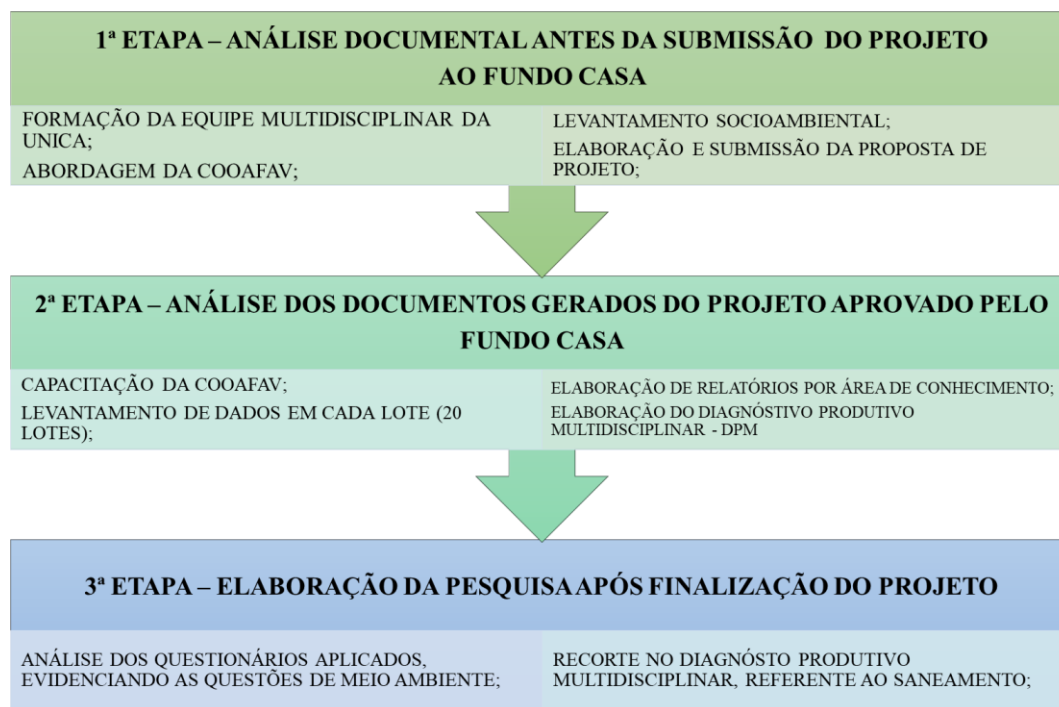 1ª ETAPA – ANÁLISE DOCUMENTAL ANTES DA SUBMISSÃO DO PROJETO
AO FUNDO CASA
FORMAÇÃO DA EQUIPE MULTIDISCIPLINAR DA
UNICA;
ABORDAGEM DA COOAFAV;
LEVANTAMENTO SOCIOAMBIENTAL;
ELABORAÇÃO E SUBMISSÃO DA PROPOSTA DE
PROJETO;
2ª ETAPA – ANÁLISE DOS DOCUMENTOS GERADOS DO PROJETO APROVADO PELO
FUNDO CASA
CAPACITAÇÃO DA COOAFAV;
LEVANTAMENTO DE DADOS EM CADA LOTE (20
LOTES);
ELABORAÇÃO DE RELATÓRIOS POR ÁREA DE CONHECIMENTO;
ELABORAÇÃO DO DIAGNÓSTIVO PRODUTIVO
MULTIDISCIPLINAR - DPM
3ª ETAPA – ELABORAÇÃO DA PESQUISA APÓS FINALIZAÇÃO DO PROJETO
ANÁLISE DOS QUESTIONÁRIOS APLICADOS,
EVIDENCIANDO AS QUESTÕES DE MEIO AMBIENTE;
RECORTE NO DIAGNÓSTO PRODUTIVO
MULTIDISCIPLINAR, REFERENTE AO SANEAMENTO;